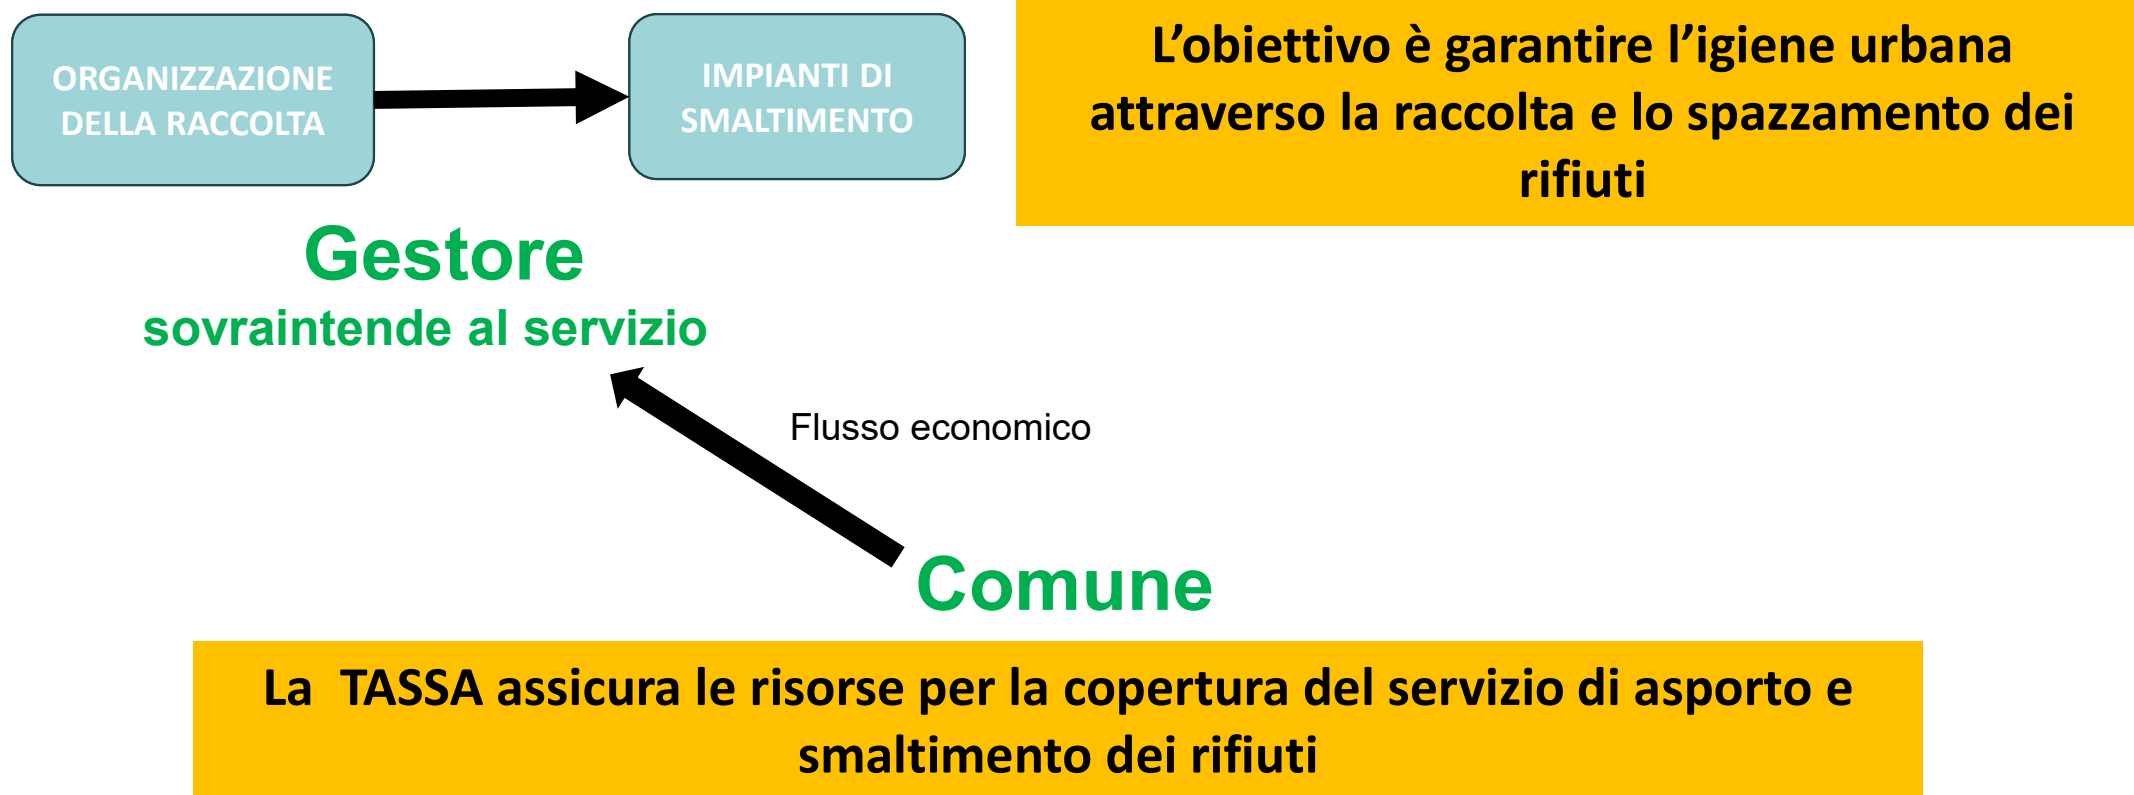 ORGANIZZAZIONE
DELLA RACCOLTA
IMPIANTI DI
SMALTIMENTO
L’obiettivo è garantire l’igiene urbana
attraverso la raccolta e lo spazzamento dei
rifiuti
Gestore
sovraintende al servizio
Flusso economico
Comune
La  TASSA assicura le risorse per la copertura del servizio di asporto e
smaltimento dei rifiuti